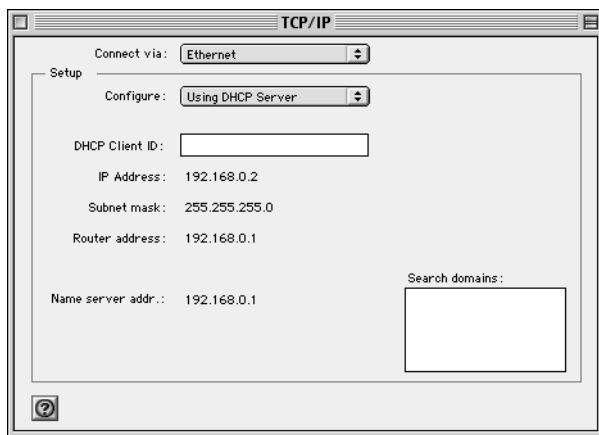 TCP/IP
Connect via: Ethernet
Setup
Configure: Using DHCP Server
DHCP Client ID:
IP Address: 192.168.0.2
Subnet mask: 255.255.255.0
Router address: 192.168.0.1
Search domains:
Name server addr.: 192.168.0.1
?